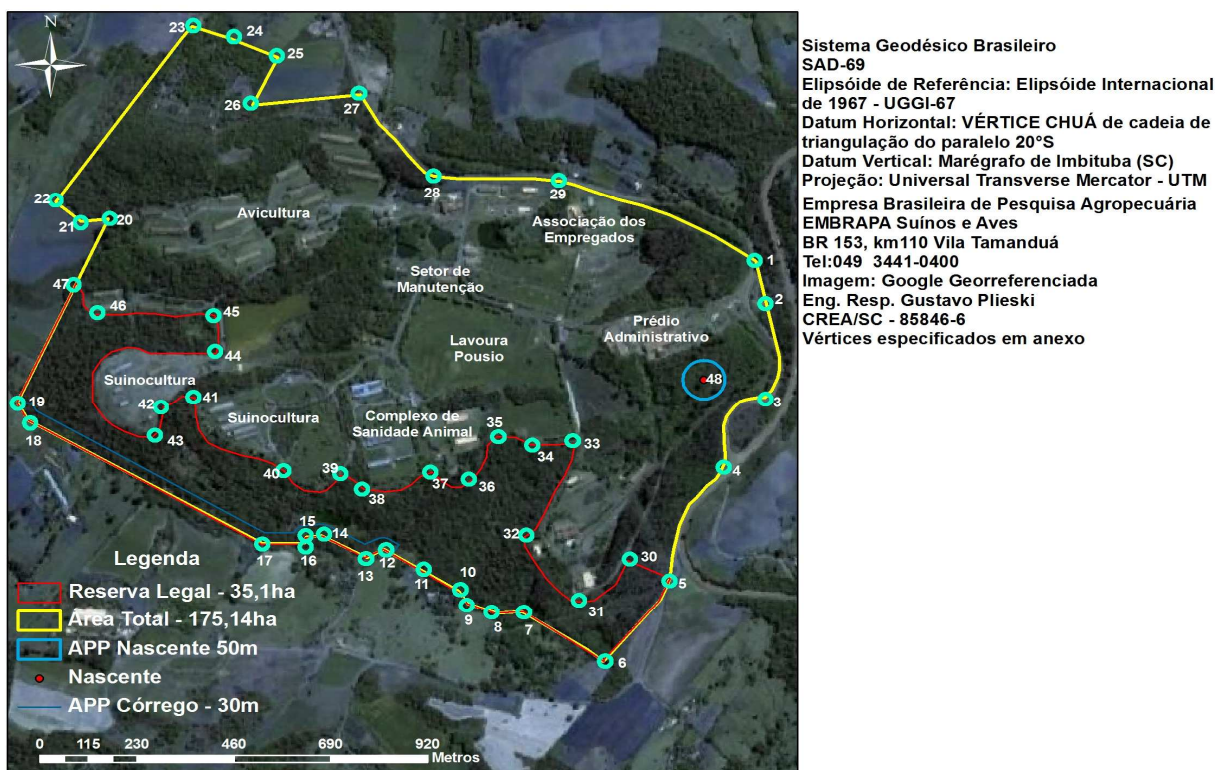 N
23
24
25
26
27
28
29
22
21
20
Avicultura
Associação dos
Empregados
1
2
47
46
45
44
Setor de
Manutenção
Prédio
Administrativo
48
3
Lavoura
Pousio
Suinocultura
42
41
Suinocultura
Complexo de
Sanidade Animal
19
18
43
35
34
33
4
40
39
38
37
36
32
15
14
17
16
13
12
11
10
9
8
7
30
5
31
6
Legenda
Reserva Legal - 35,1ha
Área Total - 175,14ha
APP Nascente 50m
Nascente
APP Córrego - 30m
0 115 230 460 690 920
Metros
Sistema Geodésico Brasileiro
SAD-69
Elipsóide de Referência: Elipsóide Internacional
de 1967 - UGGI-67
Datum Horizontal: VÉRTICE CHUÁ de cadeia de
triangulação do paralelo 20°S
Datum Vertical: Marégrafo de Imbituba (SC)
Projeção: Universal Transverse Mercator - UTM
Empresa Brasileira de Pesquisa Agropecuária
EMBRAPA Suínos e Aves
BR 153, km110 Vila Tamanduá
Tel:049 3441-0400
Imagem: Google Georreferenciada
Eng. Resp. Gustavo Plieski
CREA/SC - 85846-6
Vértices especificados em anexo